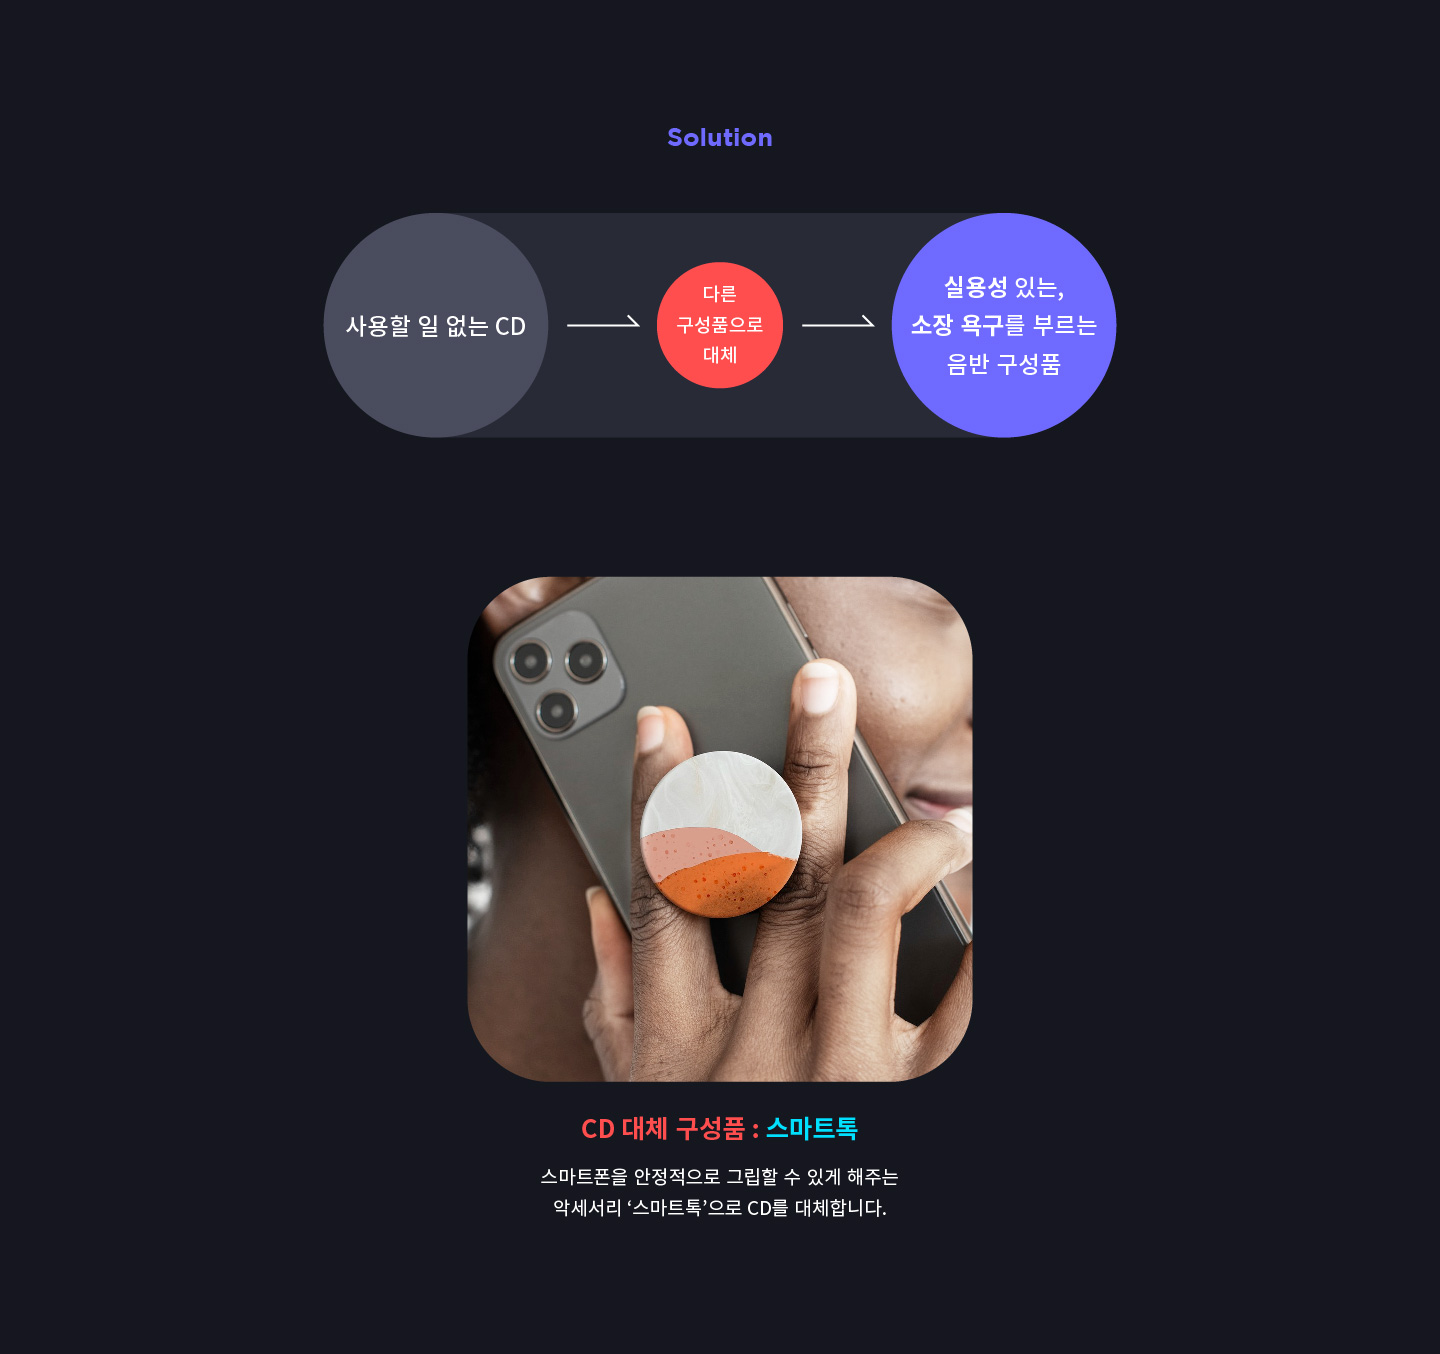 Solution
사용할 일 없는 CD
다른
구성품으로
대체
실용성 있는,
소장 욕구를 부르는
음반 구성품
CD 대체 구성품 : 스마트톡
스마트폰을 안정적으로 그립할 수 있게 해주는
악세서리 ‘스마트톡’으로 CD를 대체합니다.